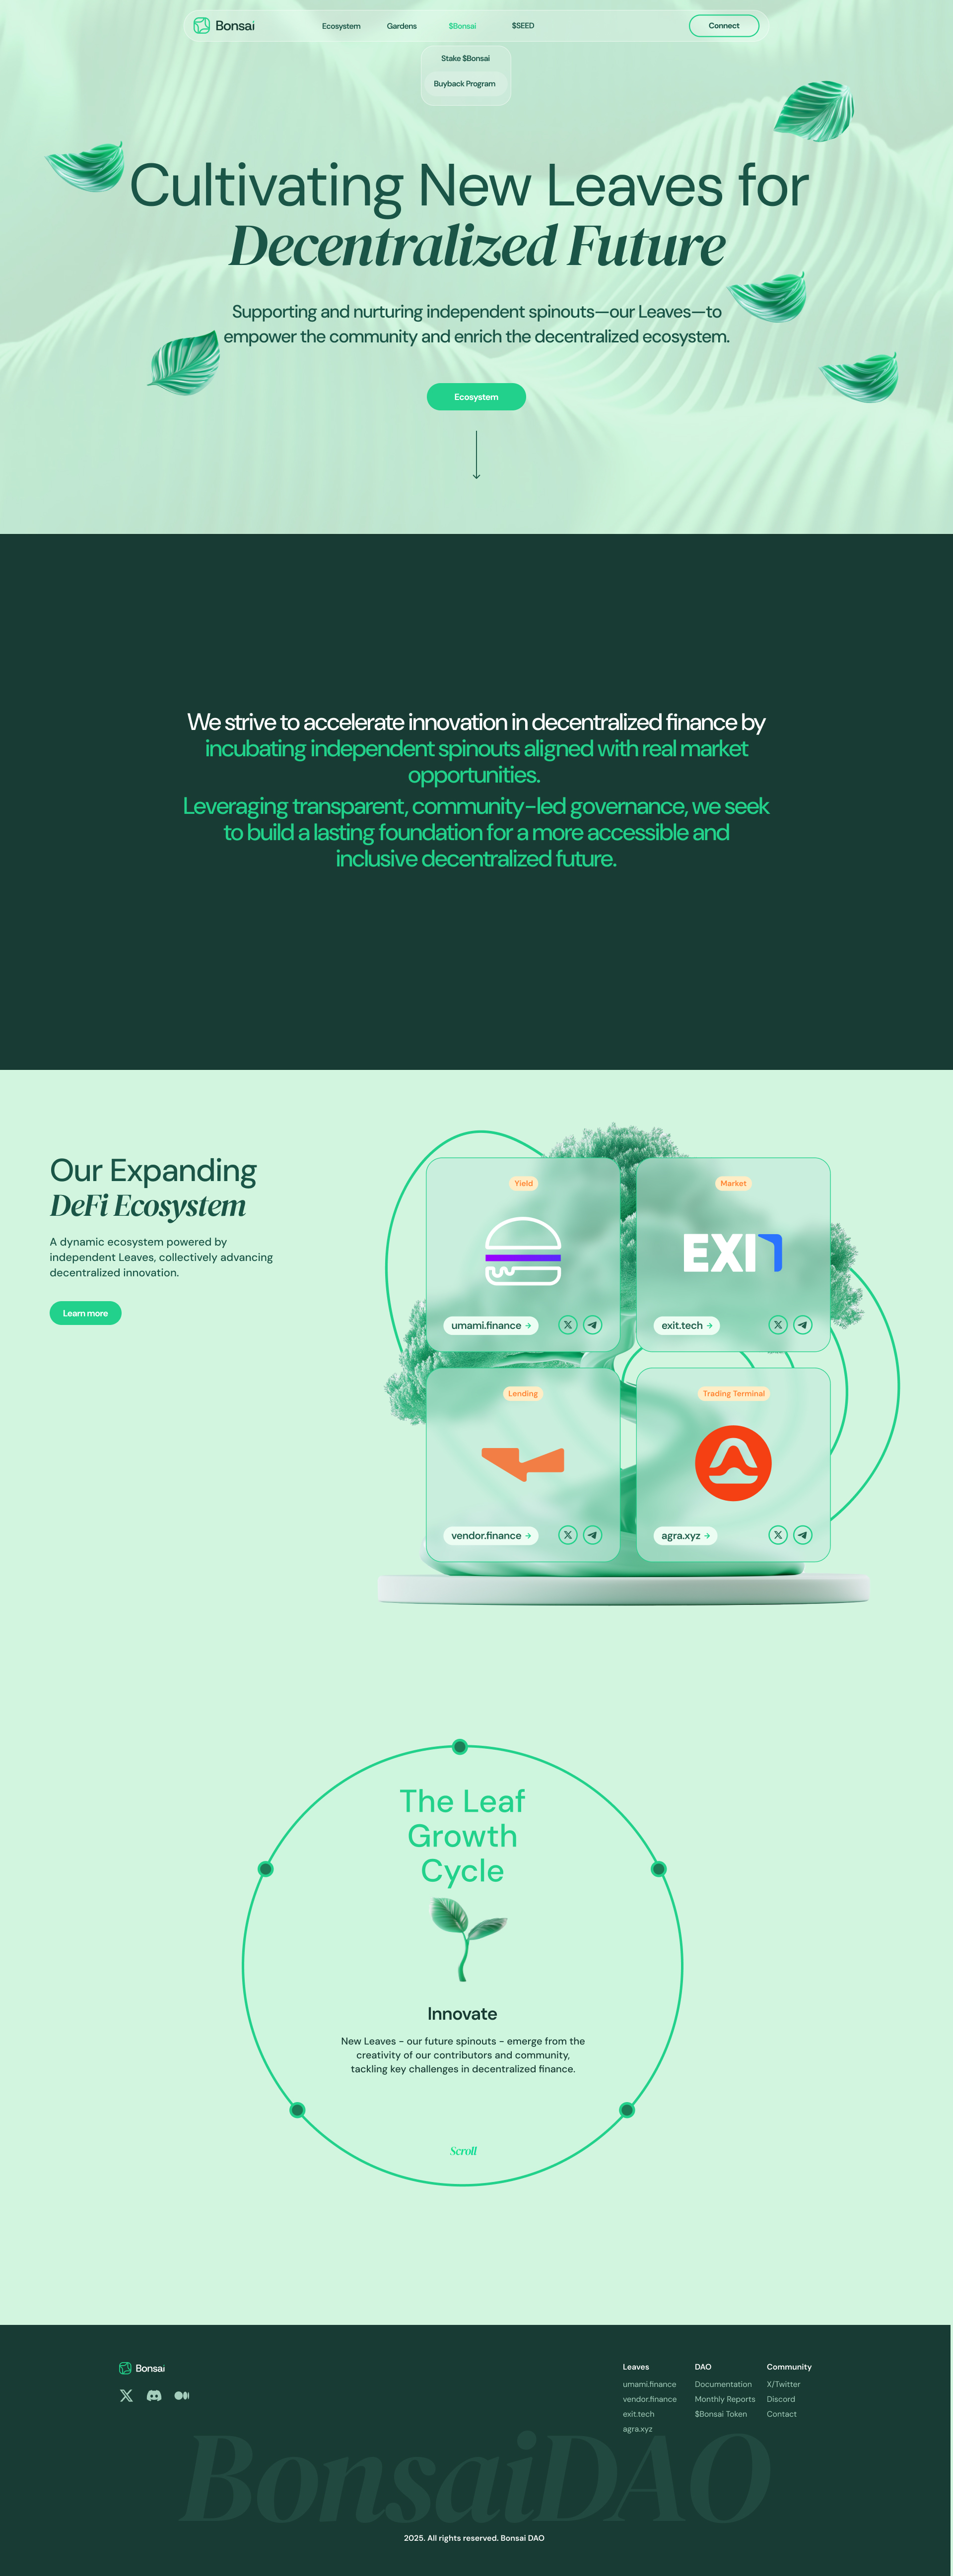 Bonsai
Ecosystem
Gardens
$Bonsai
$SEED
Connect
Stake $Bonsai
Buyback Program
Cultivating New Leaves for
Decentralized Future
Supporting and nurturing independent spinouts—our Leaves—to
empower the community and enrich the decentralized ecosystem.
Ecosystem
We strive to accelerate innovation in decentralized finance by
incubating independent spinouts aligned with real market
opportunities.
Leveraging transparent, community-led governance, we seek
to build a lasting foundation for a more accessible and
inclusive decentralized future.
Our Expanding
DeFi Ecosystem
A dynamic ecosystem powered by
independent Leaves, collectively advancing
decentralized innovation.
Learn more
Yield
umami.finance
Market
EXIT
exit.tech
Lending
vendor.finance
Trading Terminal
agra.xyz
The Leaf
Growth
Cycle
Innovate
New Leaves - our future spinouts - emerge from the
creativity of our contributors and community,
tackling key challenges in decentralized finance.
Scroll
Bonsai
Leaves
umami.finance
vendor.finance
exit.tech
agra.xyz
DAO
Documentation
Monthly Reports
$Bonsai Token
Community
X/Twitter
Discord
Contact
BonsaiDAO
2025. All rights reserved. Bonsai DAO